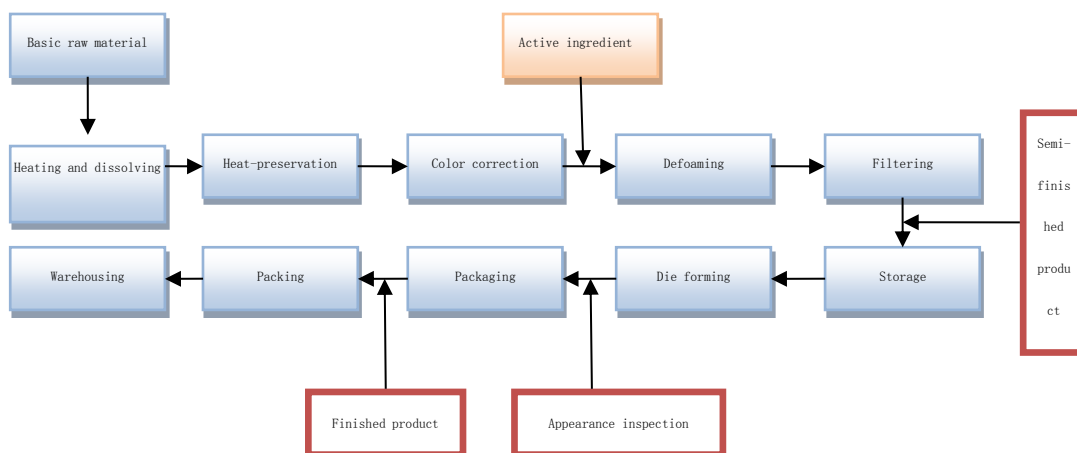 Basic raw material
Active ingredient
Heating and dissolving
Heat-preservation
Color correction
Defoaming
Filtering
Semi-
finis
hed
produ
ct
Warehousing
Packing
Packaging
Die forming
Storage
Finished product
Appearance inspection